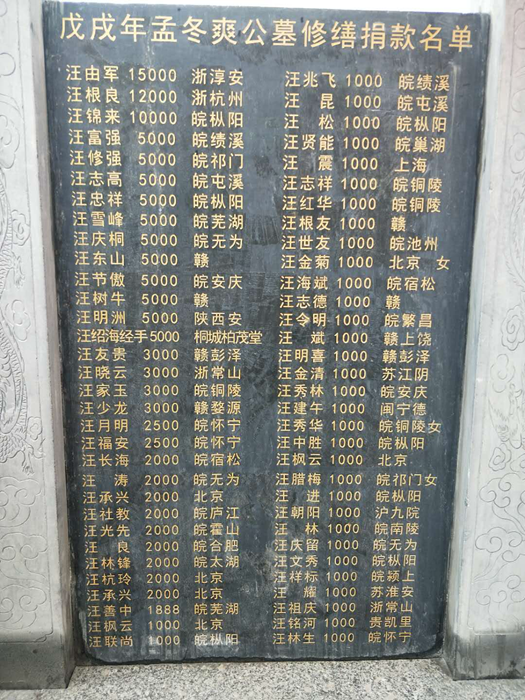 戊戌年孟冬爽公墓修缮捐款名单
汪由军 15000 浙淳安
汪根良 12000 浙杭州
汪锦来 10000 皖枞阳
汪富强 5000 皖绩溪
汪修强 5000 皖祁门
汪志高 5000 皖屯溪
汪忠祥 5000 皖枞阳
汪雪峰 5000 皖芜湖
汪庆桐 5000 皖无为
汪东山 5000 赣
汪节傲 5000 皖安庆
汪树牛 5000 赣
汪明洲 5000 陕西安
汪绍海经手5000 桐城柏茂堂
汪友贵 3000 赣彭泽
汪晓云 3000 浙常山
汪家玉 3000 皖铜陵
汪少龙 3000 赣婺源
汪月明 2500 皖怀宁
汪福安 2500 皖怀宁
汪长海 2000 皖宿松
汪涛 2000 皖无为
汪承兴 2000 北京
汪社教 2000 皖庐江
汪光先 2000 皖霍山
汪良 2000 皖合肥
汪林锋 2000 皖太湖
汪杭玲 2000 北京
汪承兴 2000 北京
汪善中 1888 皖芜湖
汪枫云 1000 北京
汪联尚 1000 皖枞阳
汪兆飞 1000 皖绩溪
汪昆 1000 皖屯溪
汪松 1000 皖枞阳
汪贤能 1000 皖巢湖
汪震 1000 上海
汪志祥 1000 皖铜陵
汪红华 1000 皖铜陵
汪根友 1000 赣
汪世友 1000 皖池州
汪金菊 1000 北京 女
汪海斌 1000 皖宿松
汪志德 1000 赣
汪令明 1000 皖繁昌
汪斌 1000 赣上饶
汪明喜 1000 赣彭泽
汪金清 1000 苏江阴
汪秀林 1000 皖安庆
汪建午 1000 闽宁德
汪秀华 1000 皖铜陵女
汪中胜 1000 皖枞阳
汪枫云 1000 北京
汪腊梅 1000 皖祁门女
汪进 1000 皖枞阳
汪朝阳 1000 沪九院
汪林 1000 皖南陵
汪庆留 1000 皖无为
汪文秀 1000 皖枞阳
汪样标 1000 皖颍上
汪耀 1000 苏淮安
汪祖庆 1000 浙常山
汪铭河 1000 贵凯里
汪林生 1000 皖怀宁